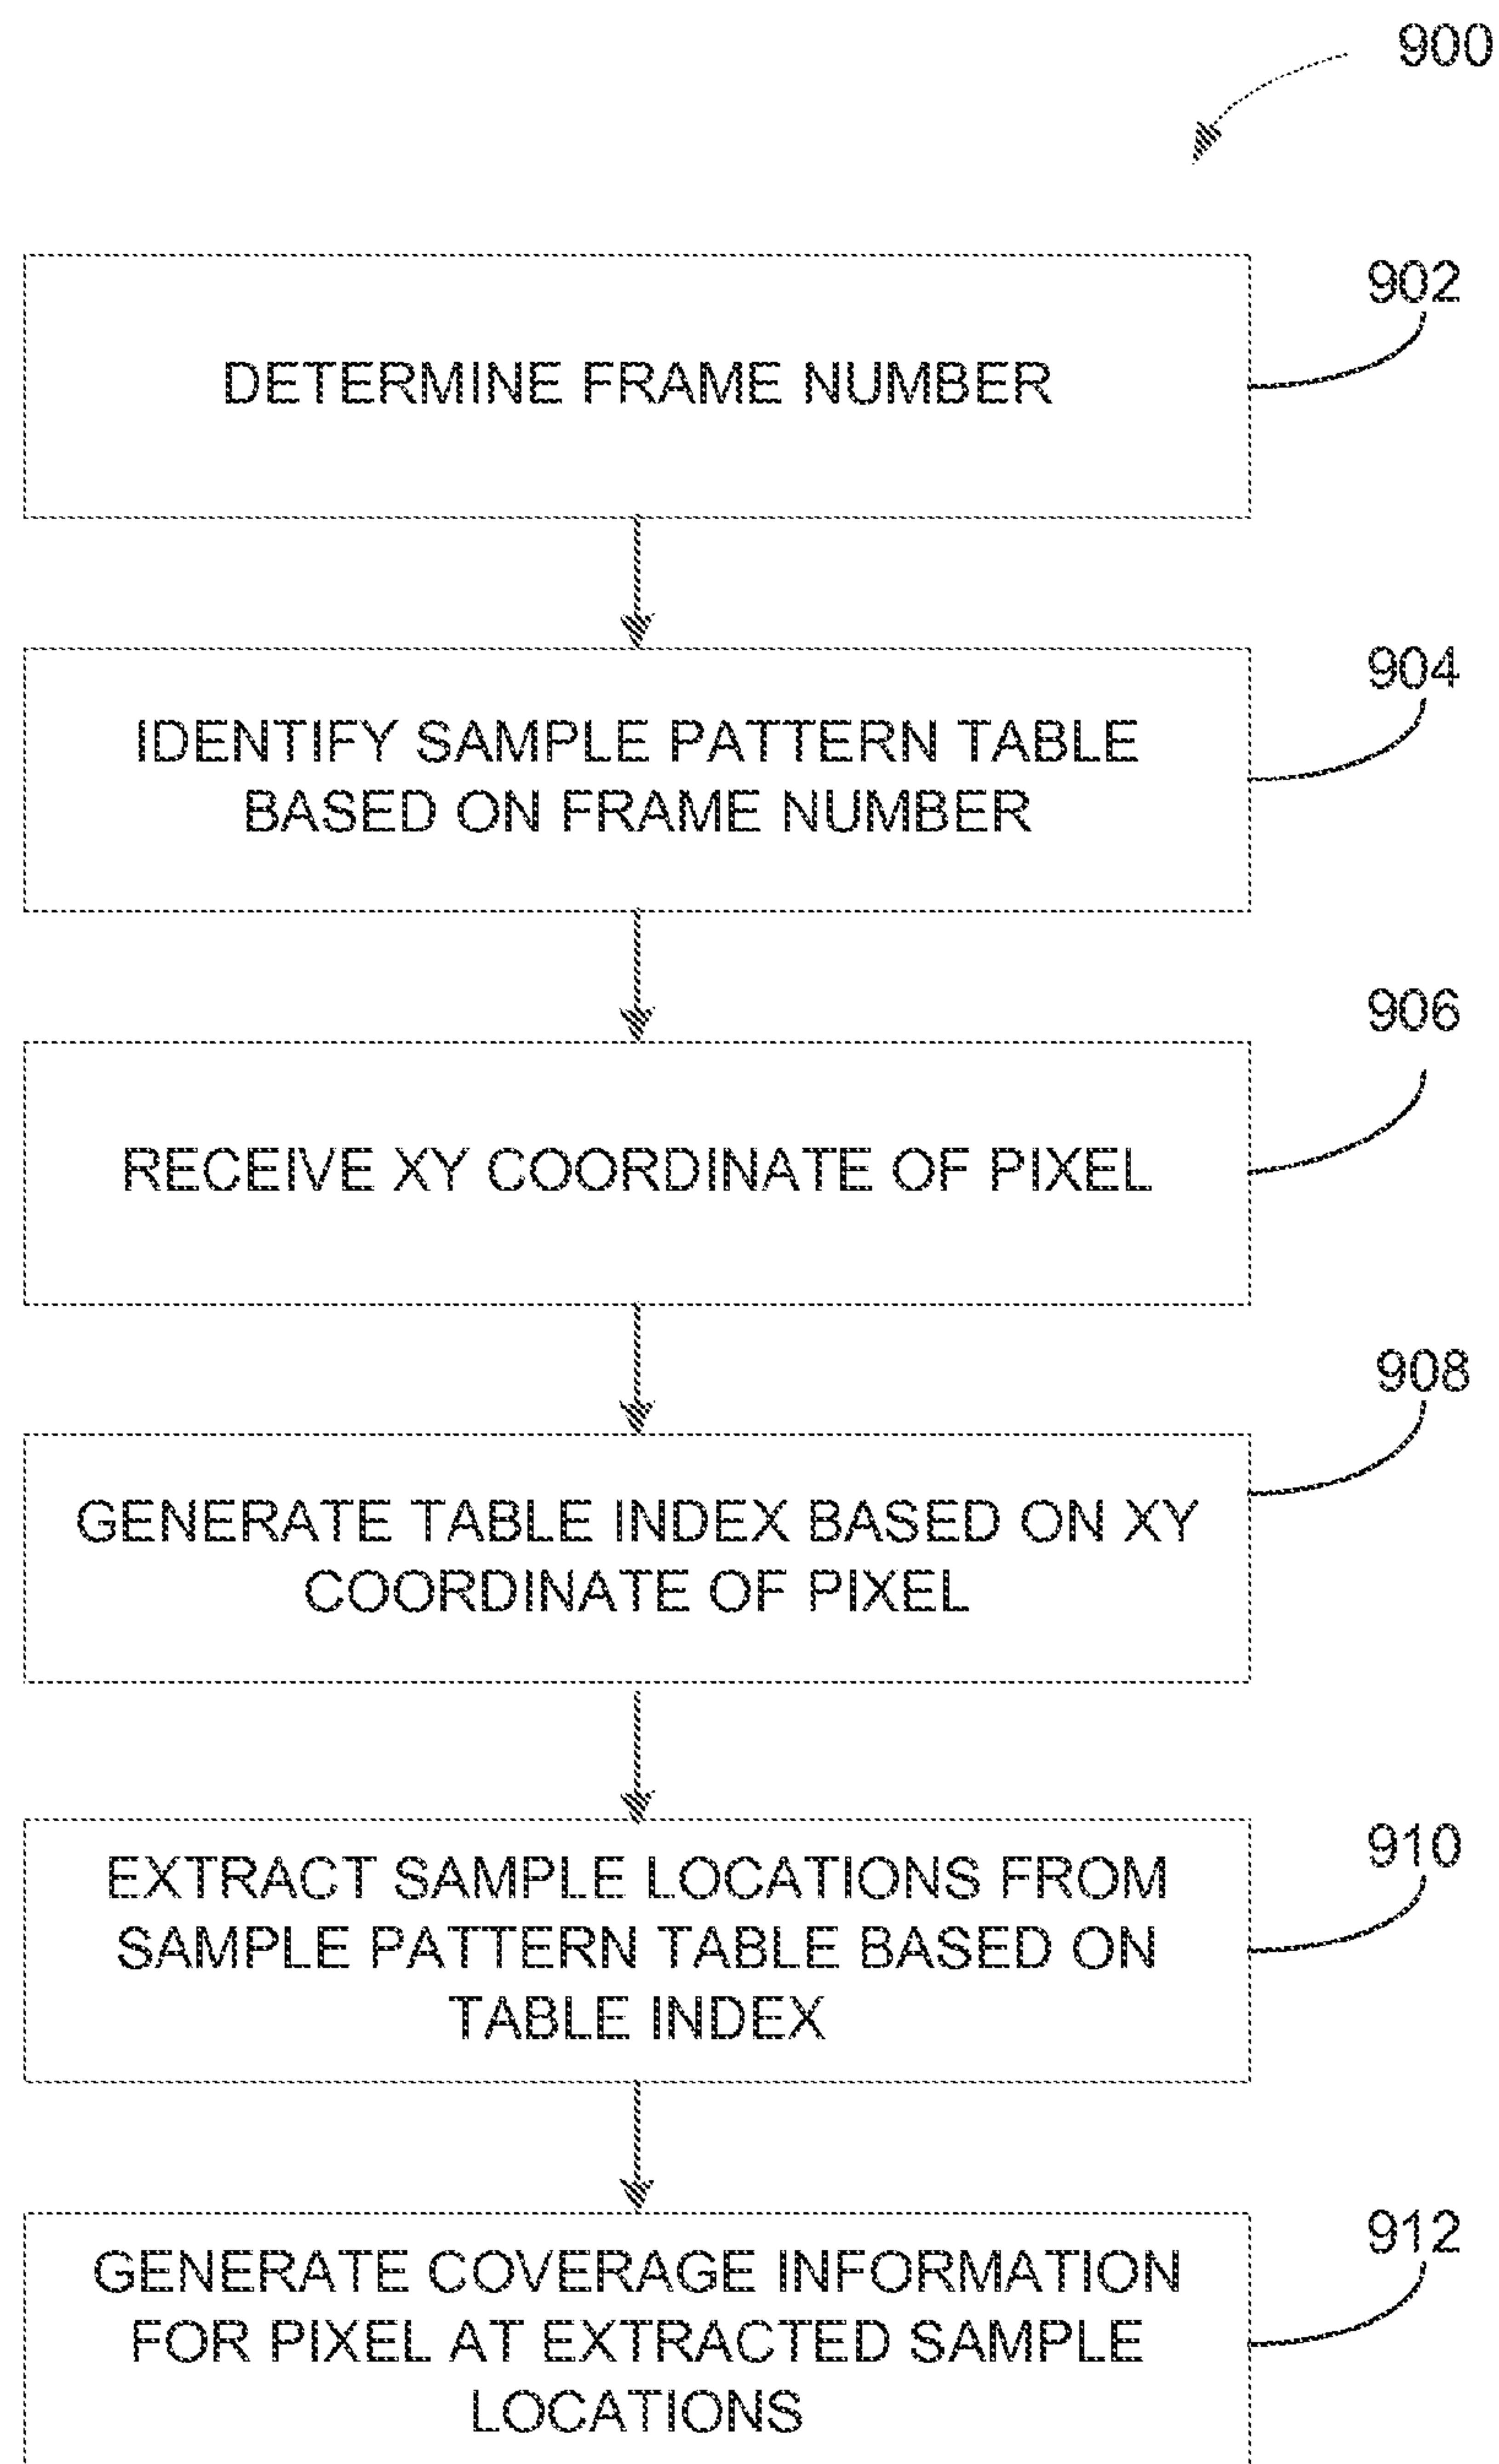 900
902
DETERMINE FRAME NUMBER
904
IDENTIFY SAMPLE PATTERN TABLE
BASED ON FRAME NUMBER
906
RECEIVE XY COORDINATE OF PIXEL
908
GENERATE TABLE INDEX BASED ON XY
COORDINATE OF PIXEL
910
EXTRACT SAMPLE LOCATIONS FROM
SAMPLE PATTERN TABLE BASED ON
TABLE INDEX
912
GENERATE COVERAGE INFORMATION
FOR PIXEL AT EXTRACTED SAMPLE
LOCATIONS